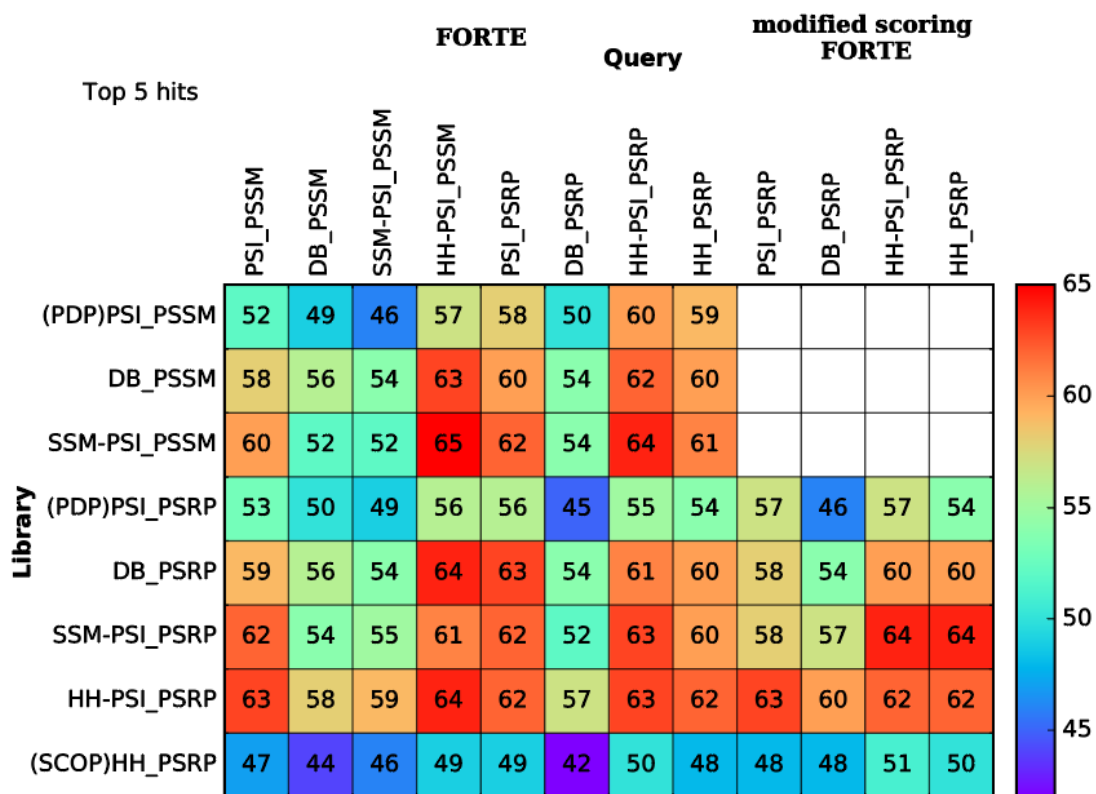 FORTE
modified scoring
FORTE
Query
Top 5 hits
PSI_PSSM
DB_PSSM
SSM-PSI_PSSM
HH-PSI_PSSM
PSI_PSRP
DB_PSRP
HH-PSI_PSRP
HH_PSRP
PSI_PSRP
DB_PSRP
HH-PSI_PSRP
HH_PSRP
Library
(PDP)PSI_PSSM 52 49 46 57 58 50 60 59
DB_PSSM 58 56 54 63 60 54 62 60
SSM-PSI_PSSM 60 52 52 65 62 54 64 61
(PDP)PSI_PSRP 53 50 49 56 56 45 55 54 57 46 57 54
DB_PSRP 59 56 54 64 63 54 61 60 58 54 60 60
SSM-PSI_PSRP 62 54 55 61 62 52 63 60 58 57 64 64
HH-PSI_PSRP 63 58 59 64 62 57 63 62 63 60 62 62
(SCOP)HH_PSRP 47 44 46 49 49 42 50 48 48 48 51 50
65
60
55
50
45